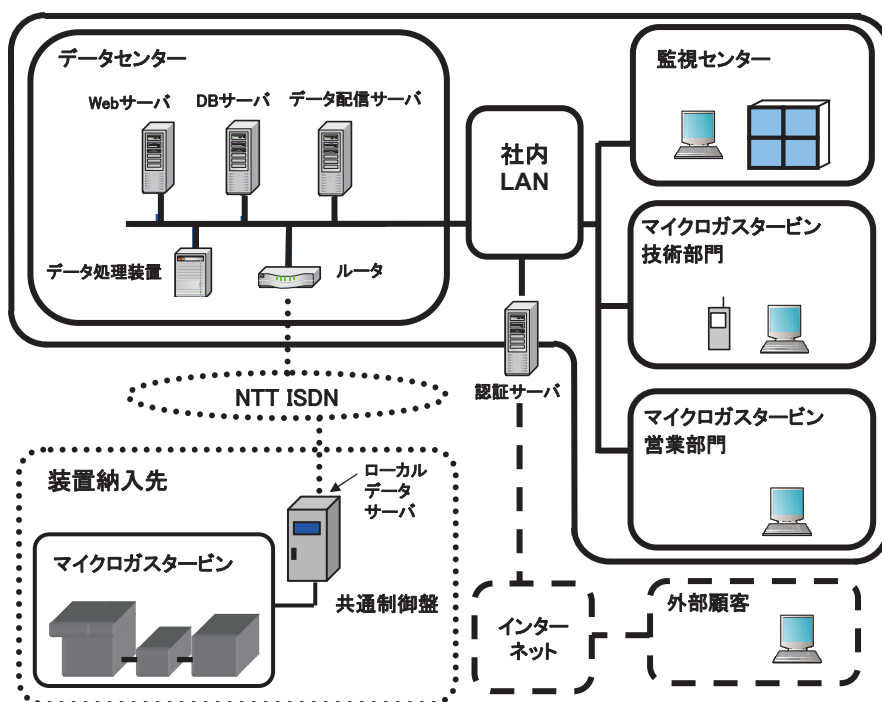 データセンター
Webサーバ
DBサーバ
データ配信サーバ
データ処理装置
ルータ
社内
LAN
監視センター
マイクロガスタービン
技術部門
マイクロガスタービン
営業部門
認証サーバ
NTT ISDN
装置納入先
ローカル
データ
サーバ
マイクロガスタービン
共通制御盤
インター
ネット
外部顧客